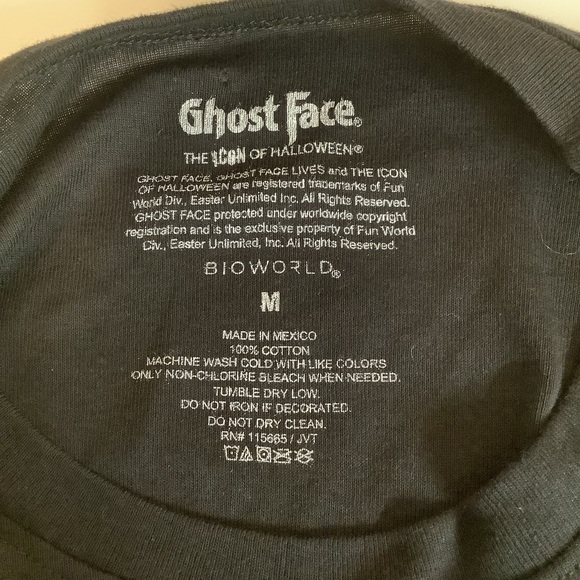 Ghost Face®
THE ICON OF HALLOWEEN®
GHOST FACE, GHOST FACE LIVES and THE ICON
OF HALLOWEEN are registered trademarks of Fun
World Div., Easter Unlimited Inc. All Rights Reserved.
GHOST FACE protected under worldwide copyright
registration and is the exclusive property of Fun World
Div., Easter Unlimited, Inc. All Rights Reserved.
BIOWORLD®
M
MADE IN MEXICO
100% COTTON
MACHINE WASH COLD WITH LIKE COLORS
ONLY NON-CHLORINE BLEACH WHEN NEEDED.
TUMBLE DRY LOW.
DO NOT IRON IF DECORATED.
DO NOT DRY CLEAN.
RN# 115665 / JVT